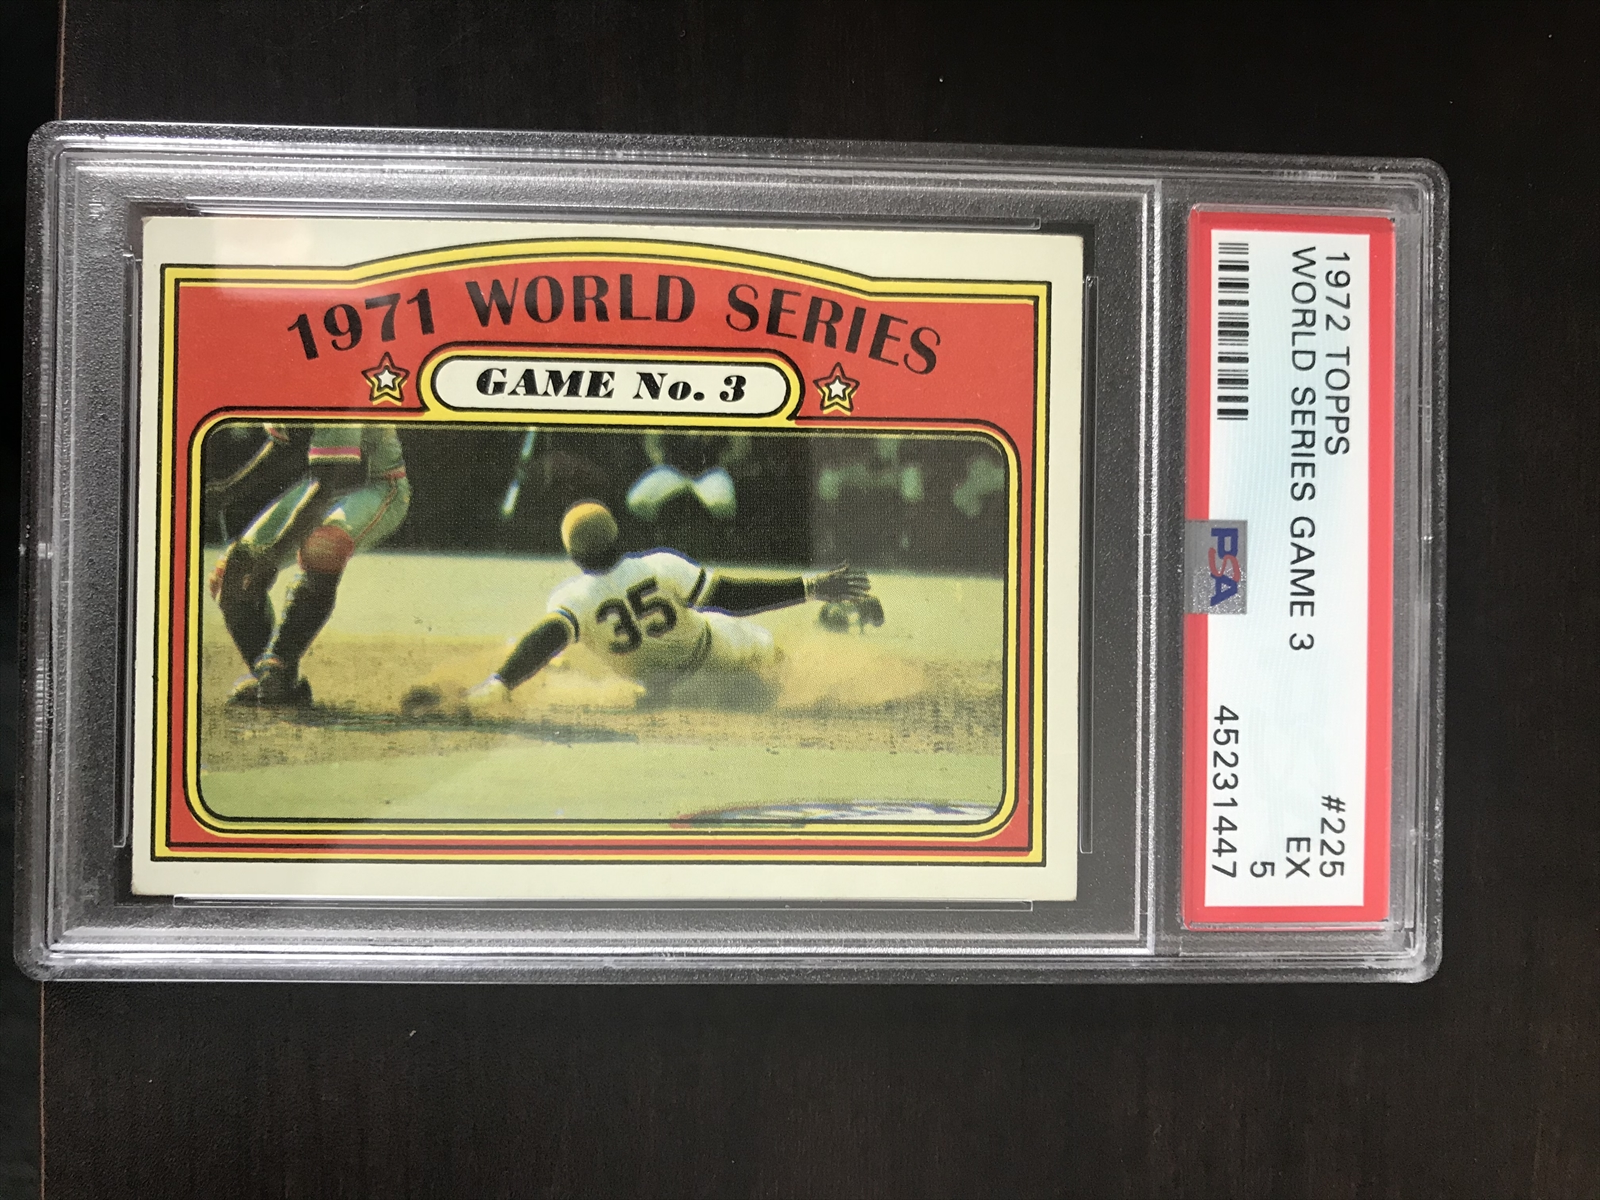 1971 WORLD SERIES
GAME No. 3
35
1972 TOPPS #225
WORLD SERIES GAME 3 EX
5
PSA 45231447